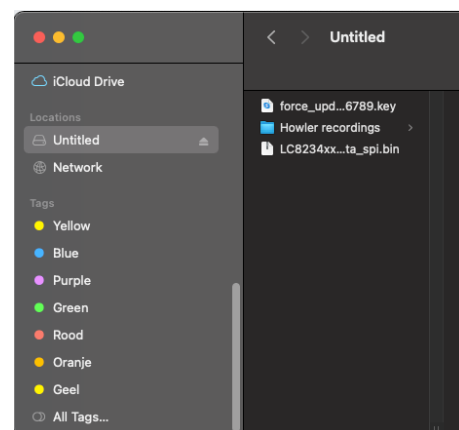 iCloud Drive
Locations
Untitled
Network
Tags
Yellow
Blue
Purple
Green
Rood
Oranje
Geel
All Tags...
Untitled
force_upd...6789.key
Howler recordings
LC8234xx...ta_spi.bin